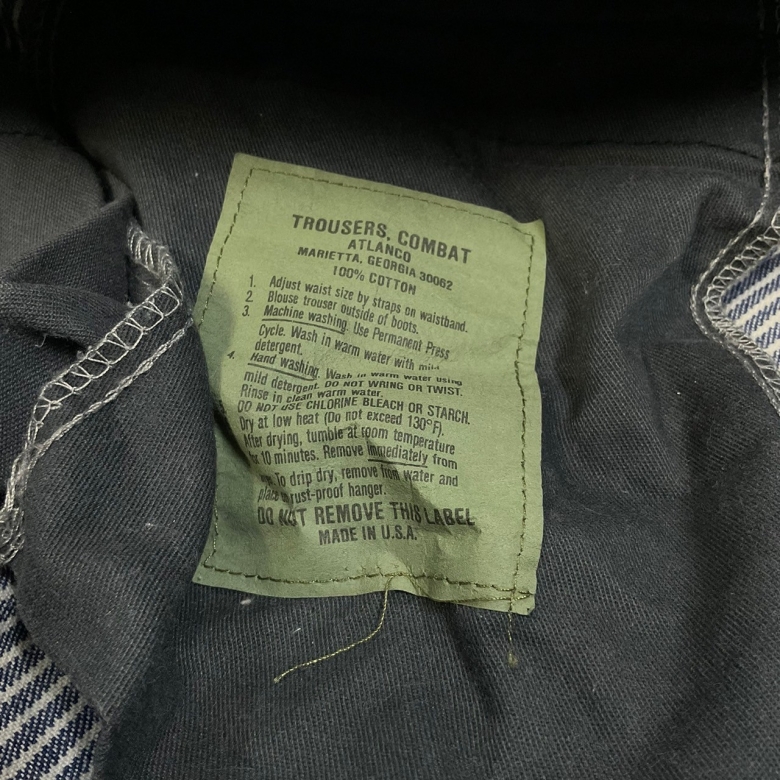 TROUSERS, COMBAT
ATLANCO
MARIETTA, GEORGIA 30062
100% COTTON
1. Adjust waist size by straps on waistband.
2. Blouse trouser outside of boots.
3. Machine washing. Use Permanent Press
Cycle. Wash in warm water with
detergent.
4. Hand washing. Wash in warm water using
mild detergent. DO NOT WRING OR TWIST.
Rinse in clean warm water.
DO NOT USE CHLORINE BLEACH OR STARCH.
Dry at low heat (Do not exceed 130°F).
After drying, tumble at room temperature
10 minutes. Remove immediately from
To drip dry, remove from water and
place rust-proof hanger.
DO NOT REMOVE THIS LABEL
MADE IN U.S.A.